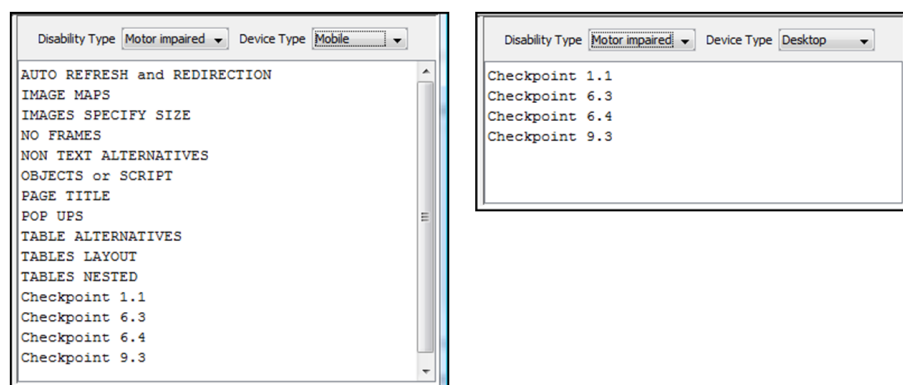 Disability Type Motor impaired Device Type Mobile
AUTO REFRESH and REDIRECTION
IMAGE MAPS
IMAGES SPECIFY SIZE
NO FRAMES
NON TEXT ALTERNATIVES
OBJECTS or SCRIPT
PAGE TITLE
POP UPS
TABLE ALTERNATIVES
TABLES LAYOUT
TABLES NESTED
Checkpoint 1.1
Checkpoint 6.3
Checkpoint 6.4
Checkpoint 9.3
Disability Type Motor impaired Device Type Desktop
Checkpoint 1.1
Checkpoint 6.3
Checkpoint 6.4
Checkpoint 9.3